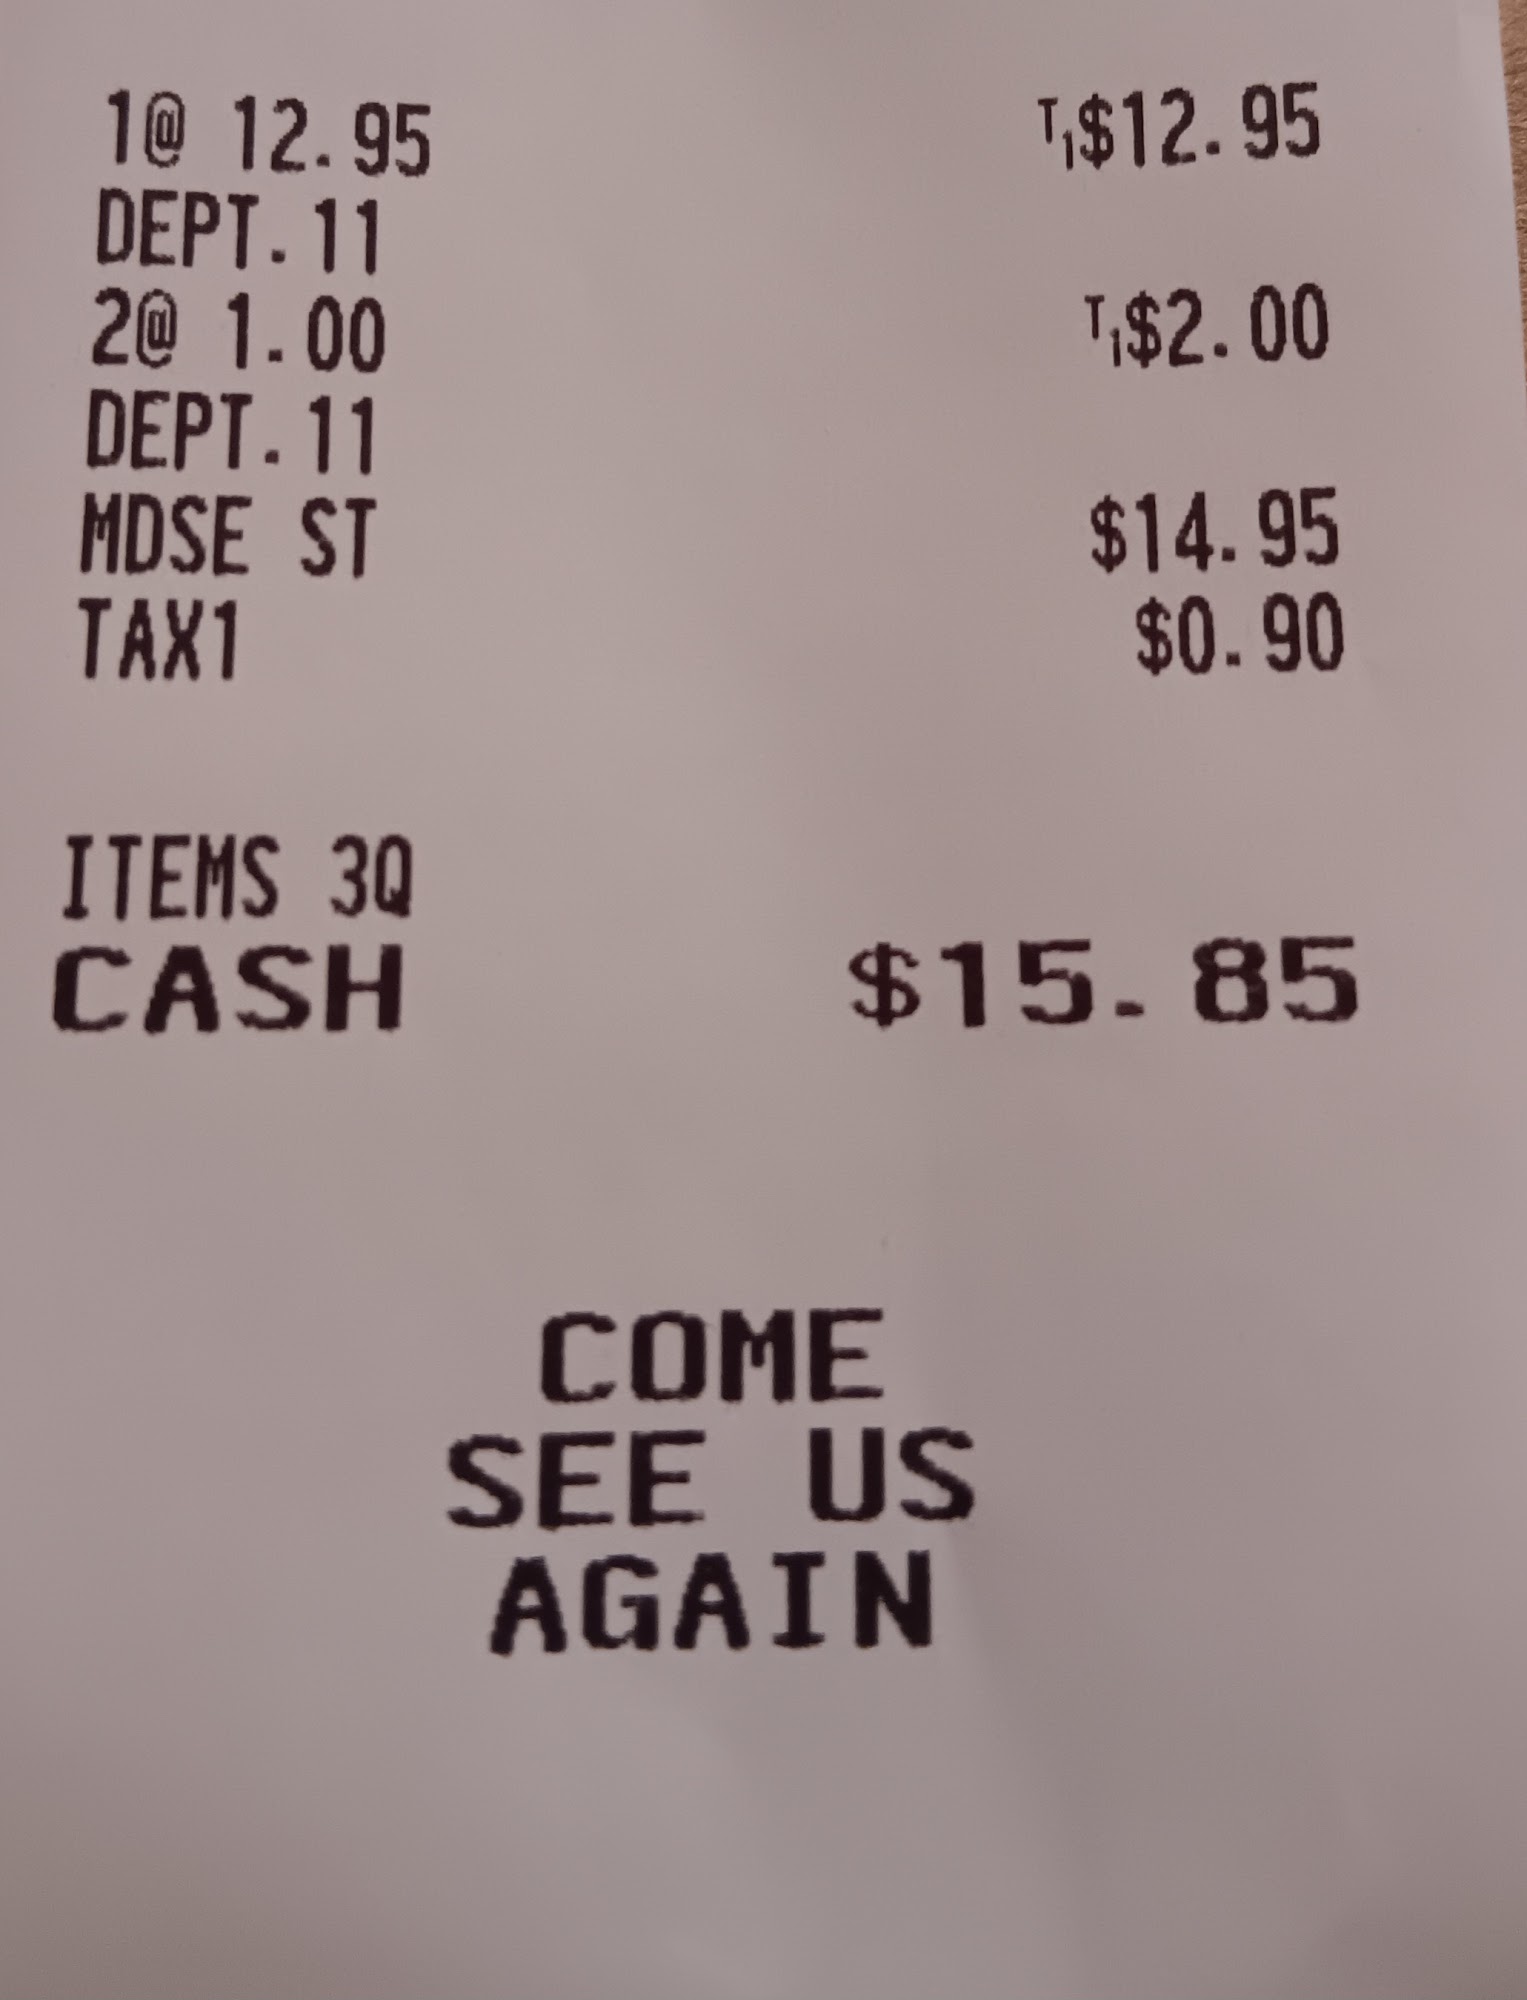 1@ 12.95 T1$12.95
DEPT.11
2@ 1.00 T1$2.00
DEPT.11
MDSE ST $14.95
TAX1 $0.90
ITEMS 3Q
CASH $15.85
COME
SEE US
AGAIN